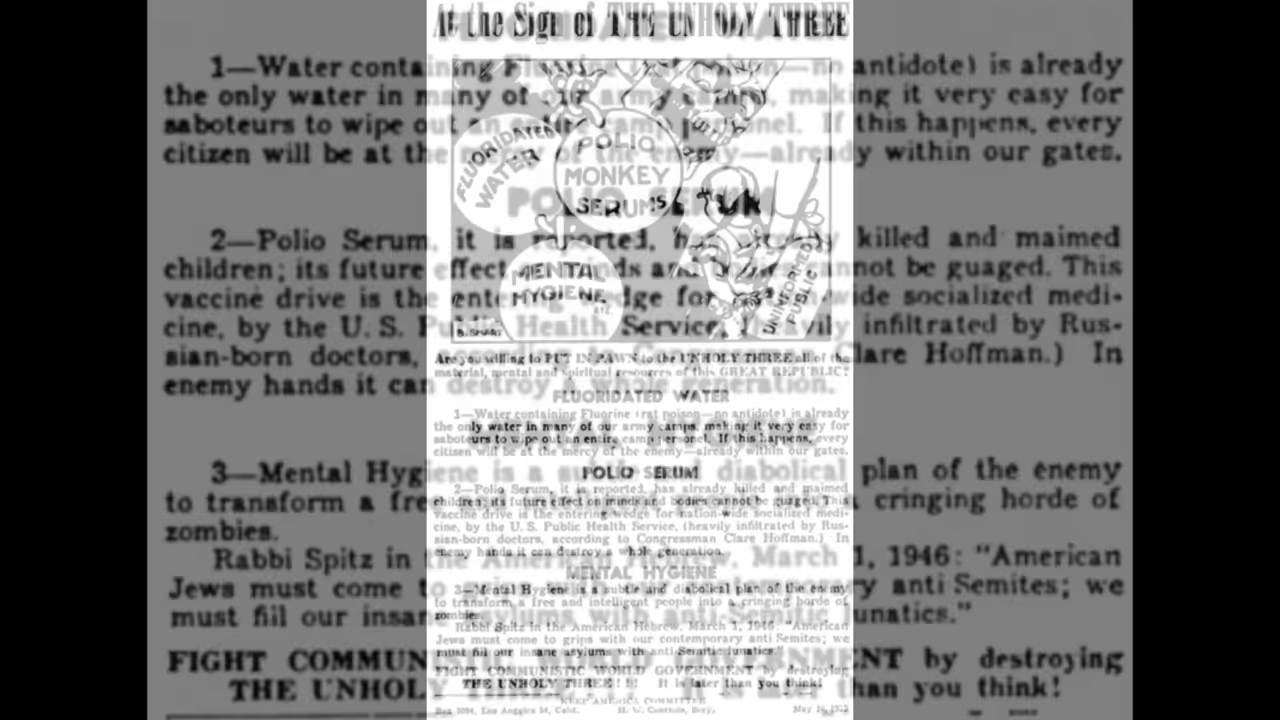 At the Sign of THE UNHOLY THREE
FLUORIDATED
WATER
POLIO
MONKEY
SERUMS
MENTAL
HYGIENE
ETC.
UNINFORMED
PUBLIC
Are you willing to PUT IN PAWN to the UNHOLY THREE all of the
material, mental and spiritual resources of this GREAT REPUBLIC?
FLUORIDATED WATER
1—Water containing Fluorine (rat poison—no antidote) is already
the only water in many of our army camps, making it very easy for
saboteurs to wipe out an entire camp personel. If this happens, every
citizen will be at the mercy of the enemy—already within our gates.
POLIO SERUM
2—Polio Serum, it is reported, has already killed and maimed
children; its future effect on minds and bodies cannot be guaged. This
vaccine drive is the entering wedge for nation-wide socialized medi-
cine, by the U. S. Public Health Service, (heavily infiltrated by Rus-
sian-born doctors, according to Congressman Clare Hoffman.) In
enemy hands it can destroy a whole generation.
MENTAL HYGIENE
3—Mental Hygiene is a subtle and diabolical plan of the enemy
to transform a free and intelligent people into a cringing horde of
zombies.
Rabbi Spitz in the American Hebrew, March 1, 1946: "American
Jews must come to grips with our contemporary anti Semites; we
must fill our insane asylums with anti-Semitic lunatics."
FIGHT COMMUNISTIC WORLD GOVERNMENT by destroying
THE UNHOLY THREE ! ! ! It is later than you think!
KEEP AMERICA COMMITTEE
Box 3094, Los Angeles 54, Calif. H. W. Courtois, Secy. May 16, 1955